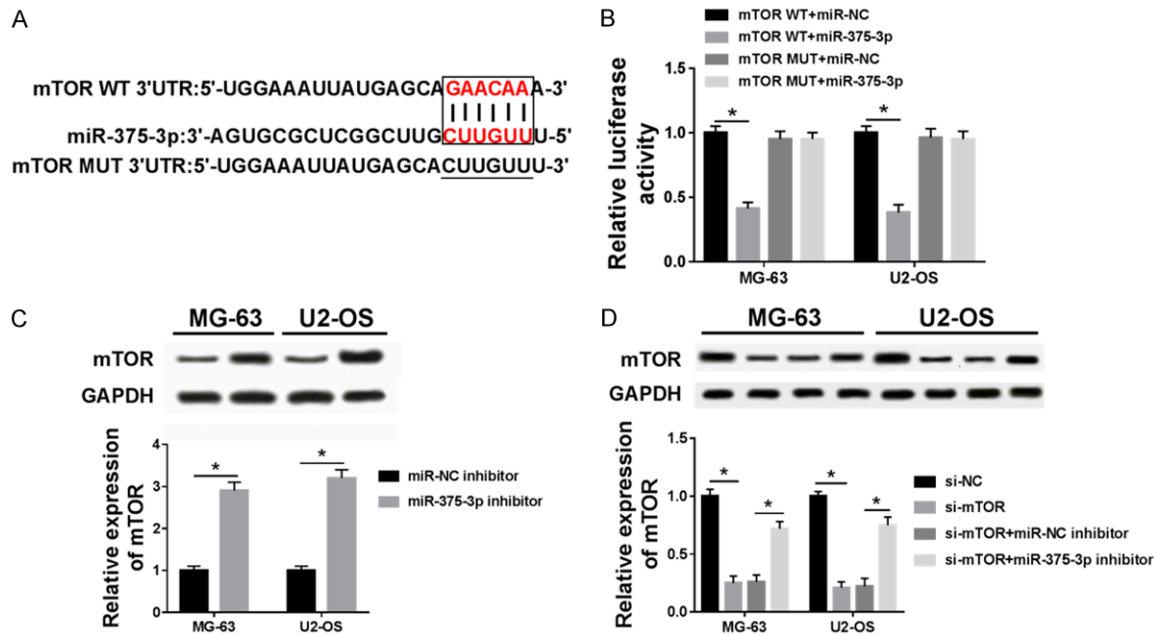 A
mTOR WT 3'UTR:5'-UGGAAAUUAUGAGCAGAACAAA-3'
miR-375-3p:3'-AGUGCGCUCGGCUUGCUUGUUU-5'
mTOR MUT 3'UTR:5'-UGGAAAUUAUGAGCACUUGUUU-3'
B
mTOR WT+miR-NC
mTOR WT+miR-375-3p
mTOR MUT+miR-NC
mTOR MUT+miR-375-3p
Relative luciferase
activity
1.5
1.0
0.5
0.0
*
*
MG-63
U2-OS
C
MG-63
U2-OS
mTOR
GAPDH
Relative expression
of mTOR
4
3
2
1
0
*
*
MG-63
U2-OS
miR-NC inhibitor
miR-375-3p inhibitor
D
MG-63
U2-OS
mTOR
GAPDH
Relative expression
of mTOR
1.5
1.0
0.5
0.0
*
*
*
*
MG-63
U2-OS
si-NC
si-mTOR
si-mTOR+miR-NC inhibitor
si-mTOR+miR-375-3p inhibitor